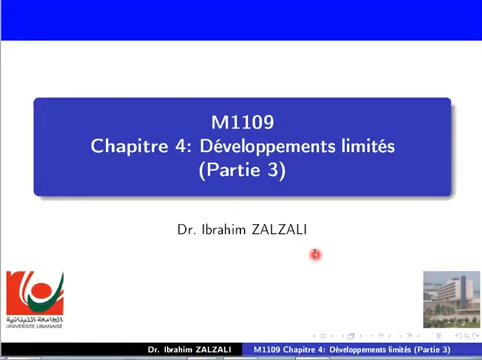 M1109
Chapitre 4: Développements limités
(Partie 3)
Dr. Ibrahim ZALZALI
الجامعة اللبنانية
UNIVERSITE LIBANAISE
Dr. Ibrahim ZALZALI
M1109 Chapitre 4: Développements limités (Partie 3)